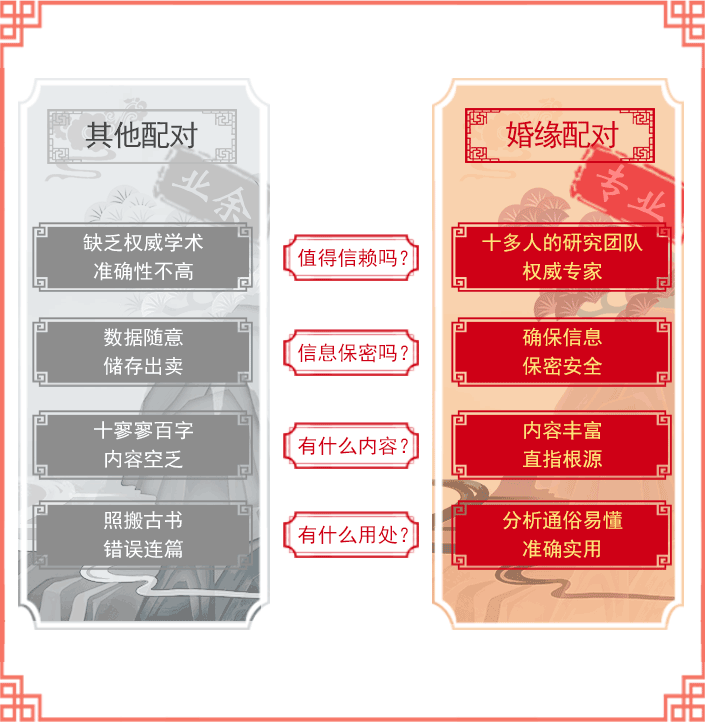 其他配对
业余
缺乏权威学术
准确性不高
数据随意
储存出卖
十寥寥百字
内容空乏
照搬古书
错误连篇
值得信赖吗?
信息保密吗?
有什么内容?
有什么用处?
婚缘配对
专业
十多人的研究团队
权威专家
确保信息
保密安全
内容丰富
直指根源
分析通俗易懂
准确实用